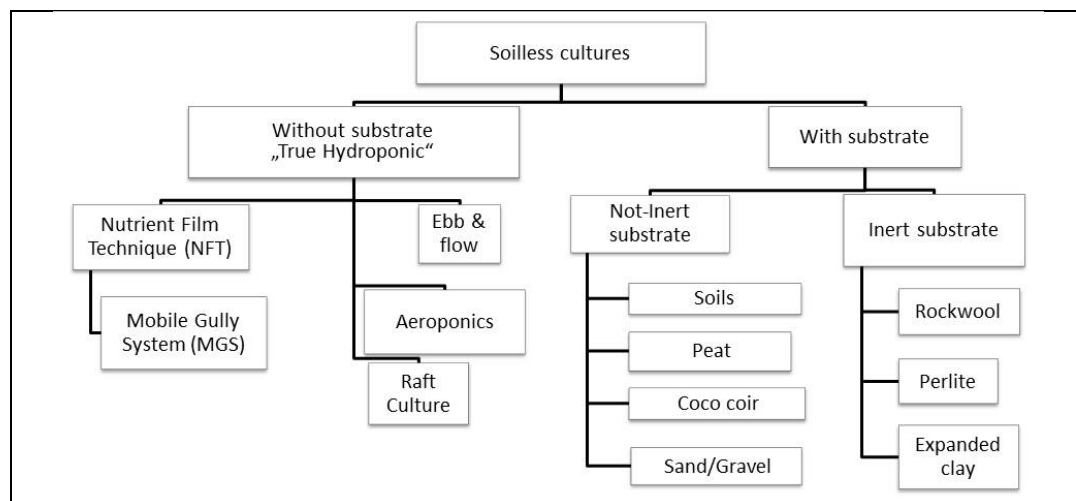 Soilless cultures
Without substrate
„True Hydroponic“
With substrate
Nutrient Film
Technique (NFT)
Ebb &
flow
Not-Inert
substrate
Inert substrate
Mobile Gully
System (MGS)
Aeroponics
Raft
Culture
Soils
Peat
Coco coir
Sand/Gravel
Rockwool
Perlite
Expanded
clay